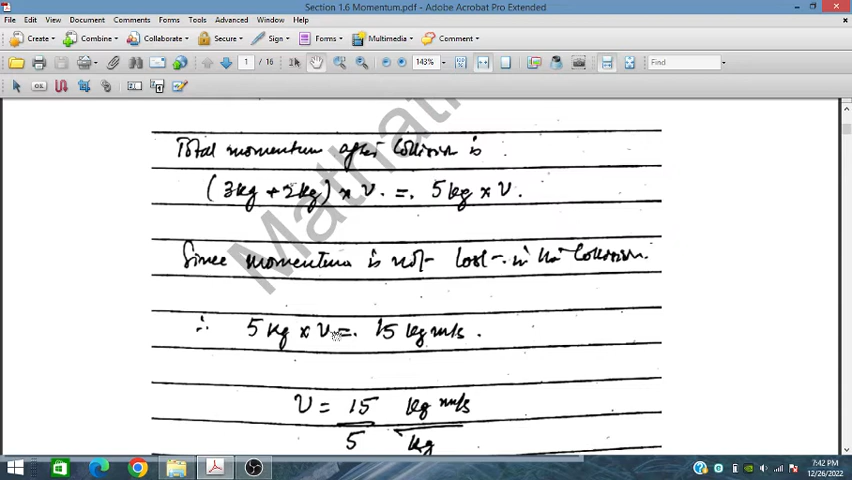 Section 1.6 Momentum.pdf - Adobe Acrobat Pro Extended
File Edit View Document Comments Forms Tools Advanced Window Help
Create Combine Collaborate Secure Sign Forms Multimedia Comment
1 / 16 143% Find
Total momentum after Collision is
(3kg + 2kg) x V = 5kg x V.
Since momentum is not lost in the Collision.
∴ 5 kg x V = 15 kg m/s.
V = 15 kg m/s
5 kg
7:42 PM
12/26/2022